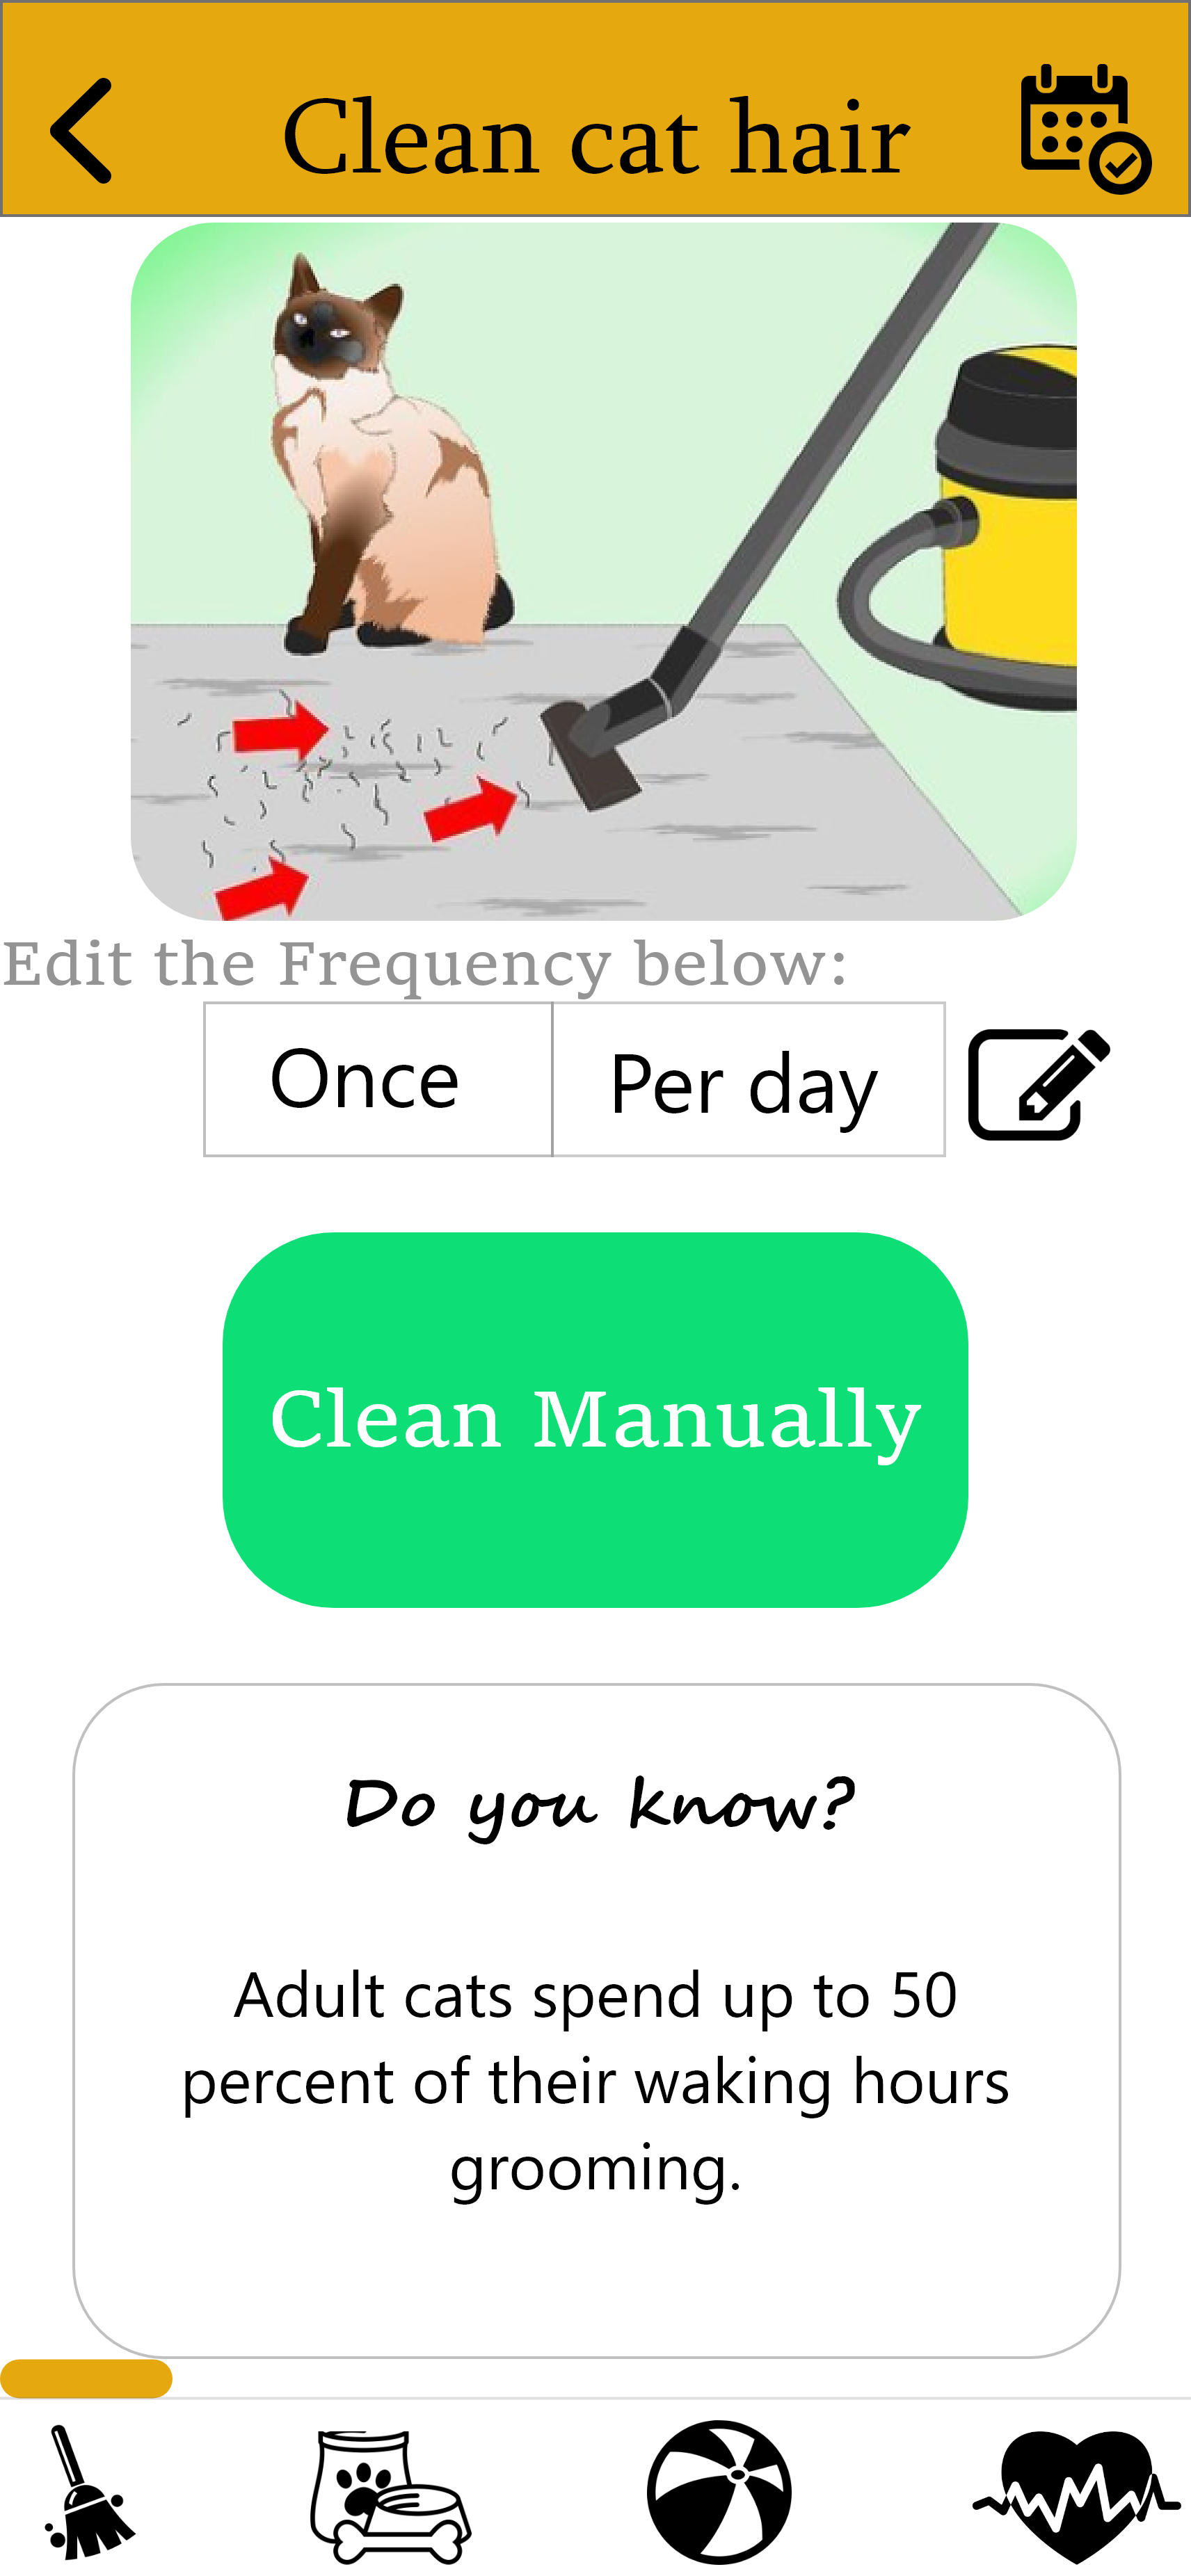 Clean cat hair
Edit the Frequency below:
Once Per day
Clean Manually
Do you know?
Adult cats spend up to 50
percent of their waking hours
grooming.